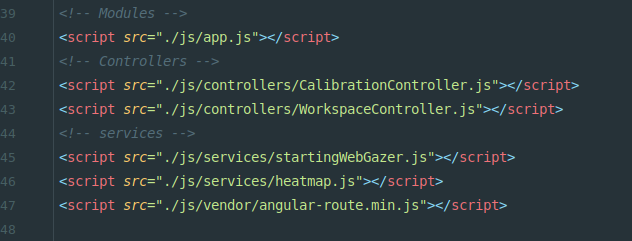 39 <!-- Modules -->
40 <script src="./js/app.js"></script>
41 <!-- Controllers -->
42 <script src="./js/controllers/CalibrationController.js"></script>
43 <script src="./js/controllers/WorkspaceController.js"></script>
44 <!-- services -->
45 <script src="./js/services/startingWebGazer.js"></script>
46 <script src="./js/services/heatmap.js"></script>
47 <script src="./js/vendor/angular-route.min.js"></script>
48